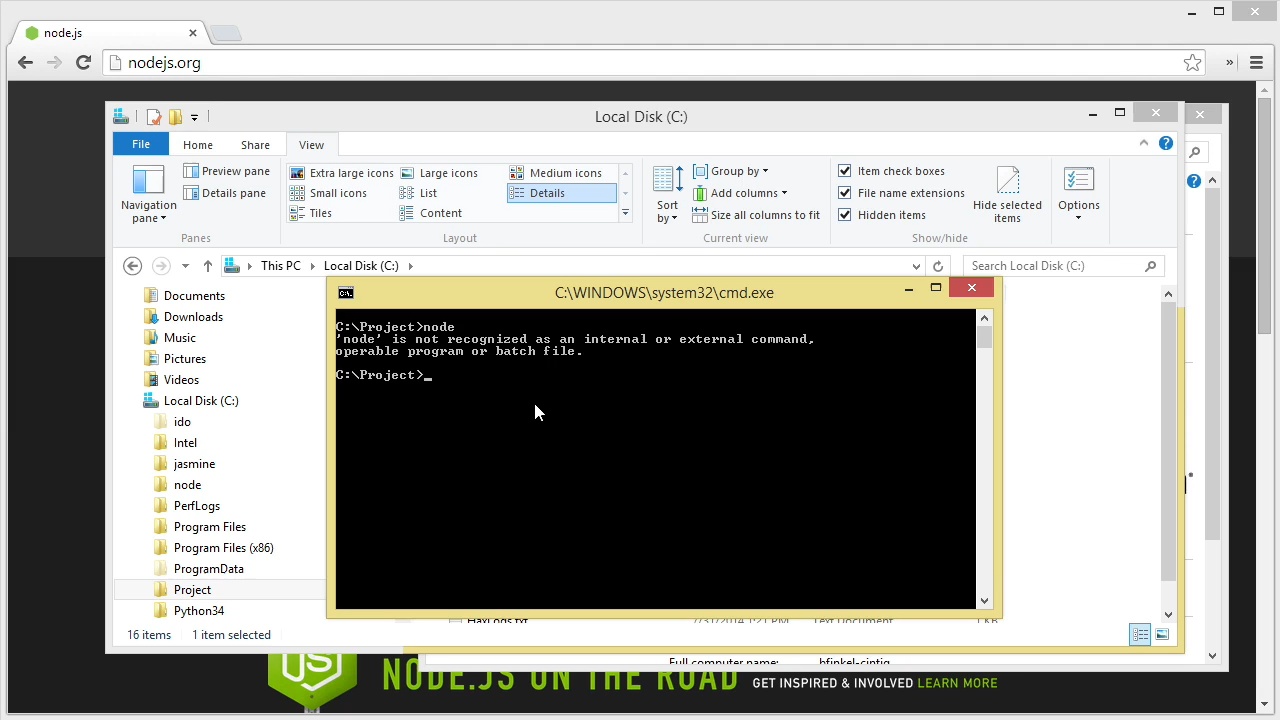 node.js
nodejs.org
Local Disk (C:)
File Home Share View
Navigation pane
Preview pane
Details pane
Panes
Extra large icons Large icons Medium icons
Small icons List Details
Tiles Content
Layout
Sort by
Group by
Add columns
Size all columns to fit
Current view
Item check boxes
File name extensions
Hidden items
Hide selected items
Show/hide
Options
This PC Local Disk (C:)
Search Local Disk (C:)
Documents
Downloads
Music
Pictures
Videos
Local Disk (C:)
ido
Intel
jasmine
node
PerfLogs
Program Files
Program Files (x86)
ProgramData
Project
Python34
C:\WINDOWS\system32\cmd.exe
C:\Project>node
'node' is not recognized as an internal or external command,
operable program or batch file.
C:\Project>_
16 items 1 item selected
Full computer name:
JS
NODE.JS ON THE ROAD GET INSPIRED & INVOLVED LEARN MORE